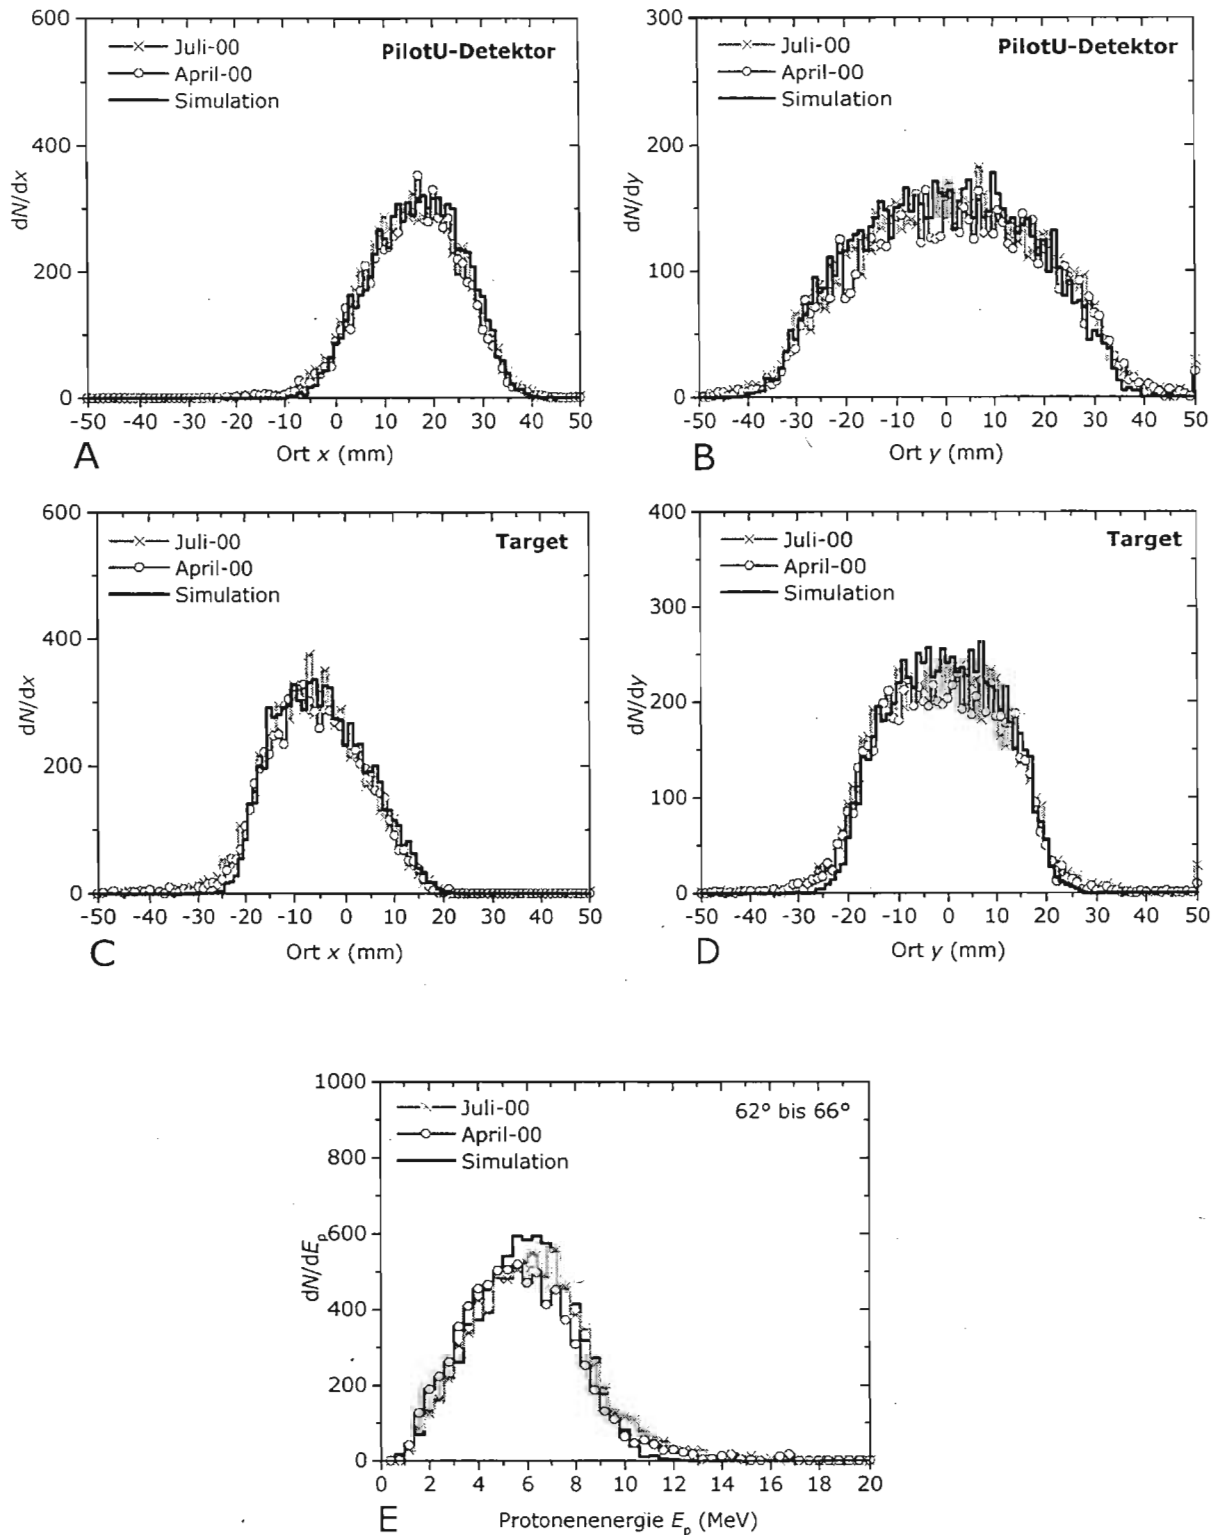 600
400
200
0
dN/dx
Juli-00
April-00
Simulation
PilotU-Detektor
-50 -40 -30 -20 -10 0 10 20 30 40 50
Ort x (mm)
A
300
200
100
0
dN/dy
Juli-00
April-00
Simulation
PilotU-Detektor
-50 -40 -30 -20 -10 0 10 20 30 40 50
Ort y (mm)
B
600
400
200
0
dN/dx
Juli-00
April-00
Simulation
Target
-50 -40 -30 -20 -10 0 10 20 30 40 50
Ort x (mm)
C
400
300
200
100
0
dN/dy
Juli-00
April-00
Simulation
Target
-50 -40 -30 -20 -10 0 10 20 30 40 50
Ort y (mm)
D
1000
800
600
400
200
0
dN/dEp
Juli-00
April-00
Simulation
62° bis 66°
0 2 4 6 8 10 12 14 16 18 20
Protonenenergie Ep (MeV)
E